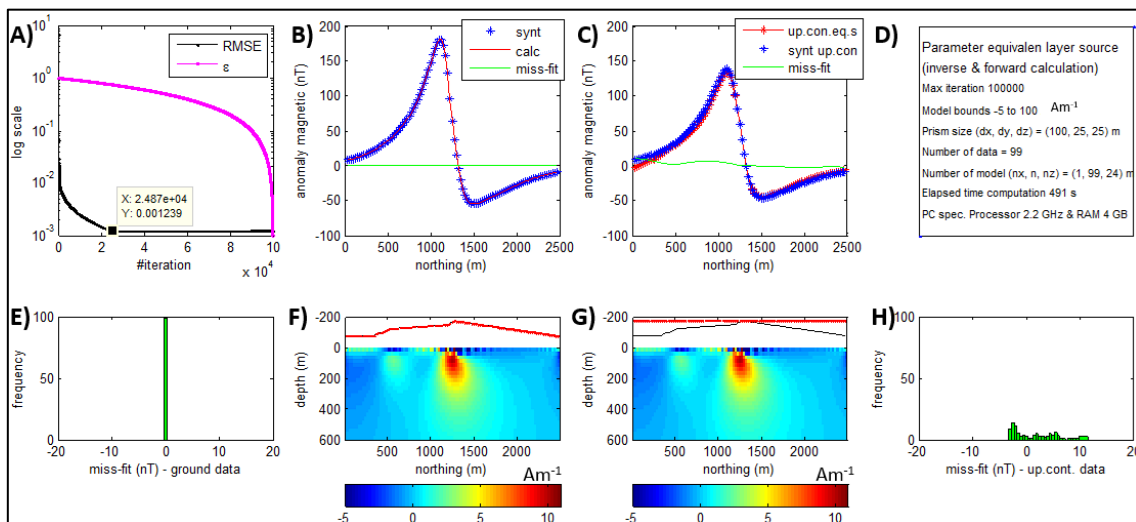 A)
10^1
10^0
10^-1
10^-2
10^-3
log scale
RMSE
ε
X: 2.487e+04
Y: 0.001239
0 2 4 6 8 10
#iteration
x 10^4
B)
200
150
100
50
0
-50
-100
anomaly magnetic (nT)
synt
calc
miss-fit
0 500 1000 1500 2000 2500
northing (m)
C)
200
150
100
50
0
-50
-100
anomaly magnetic (nT)
up.con.eq.s
synt up.con
miss-fit
0 500 1000 1500 2000 2500
northing (m)
D)
Parameter equivalen layer source
(inverse & forward calculation)
Max iteration 100000
Model bounds -5 to 100 Am⁻¹
Prism size (dx, dy, dz) = (100, 25, 25) m
Number of data = 99
Number of model (nx, n, nz) = (1, 99, 24) m
Elapsed time computation 491 s
PC spec. Processor 2.2 GHz & RAM 4 GB
E)
100
50
0
frequency
-20 -10 0 10 20
miss-fit (nT) - ground data
F)
-200
0
200
400
600
depth (m)
500 1000 1500 2000
northing (m)
Am⁻¹
-5 0 5 10
G)
-200
0
200
400
600
depth (m)
500 1000 1500 2000
northing (m)
Am⁻¹
-5 0 5 10
H)
100
50
0
frequency
-20 -10 0 10 20
miss-fit (nT) - up.cont. data